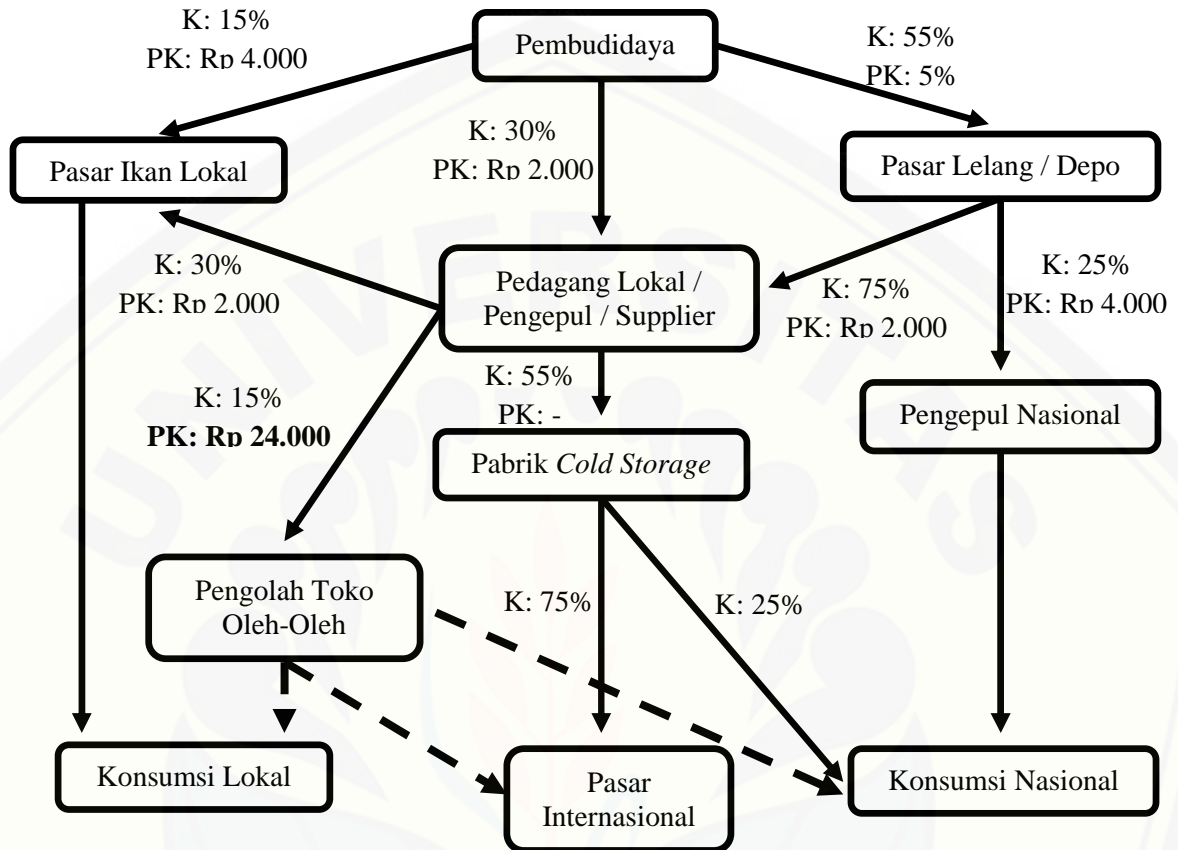 K: 15%
PK: Rp 4.000
Pembudidaya
K: 55%
PK: 5%
K: 30%
PK: Rp 2.000
Pasar Ikan Lokal
Pasar Lelang / Depo
K: 30%
PK: Rp 2.000
Pedagang Lokal /
Pengepul / Supplier
K: 75%
PK: Rp 2.000
K: 25%
PK: Rp 4.000
K: 15%
PK: Rp 24.000
K: 55%
PK: -
Pengepul Nasional
Pabrik Cold Storage
Pengolah Toko
Oleh-Oleh
K: 75%
K: 25%
Konsumsi Lokal
Pasar
Internasional
Konsumsi Nasional
UNIVERSITAS